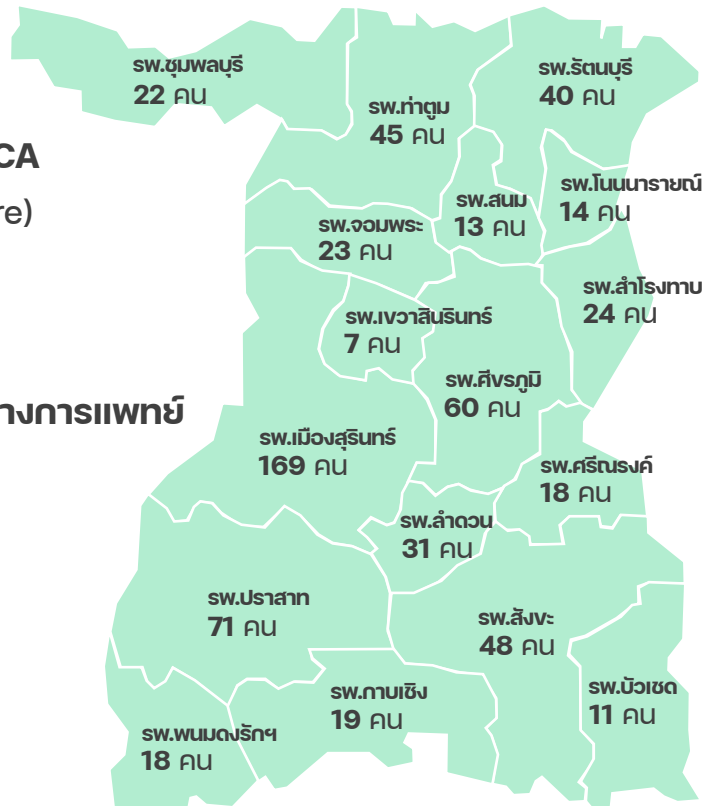 รพ.ชุมพลบุรี
22 คน
รพ.รัตนบุรี
40 คน
รพ.ท่าตูม
45 คน
CA
re)
รพ.สนม
13 คน
รพ.โนนนารายณ์
14 คน
รพ.จอมพระ
23 คน
รพ.สำโรงทาบ
24 คน
รพ.เขวาสินรินทร์
7 คน
รพ.ศีขรภูมิ
60 คน
างการแพทย์
รพ.เมืองสุรินทร์
169 คน
รพ.ศรีณรงค์
18 คน
รพ.ลำดวน
31 คน
รพ.ปราสาท
71 คน
รพ.สังขะ
48 คน
รพ.บัวเชด
11 คน
รพ.กาบเชิง
19 คน
รพ.พนมดงรักฯ
18 คน